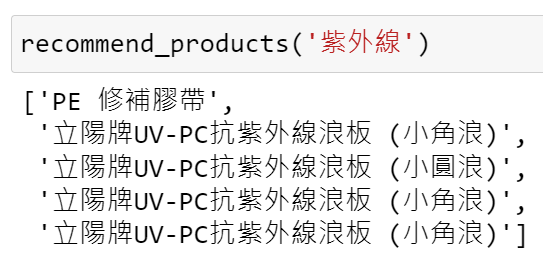 recommend_products('紫外線')
['PE 修補膠帶',
'立陽牌UV-PC抗紫外線浪板 (小角浪)',
'立陽牌UV-PC抗紫外線浪板 (小圓浪)',
'立陽牌UV-PC抗紫外線浪板 (小角浪)',
'立陽牌UV-PC抗紫外線浪板 (小角浪)']